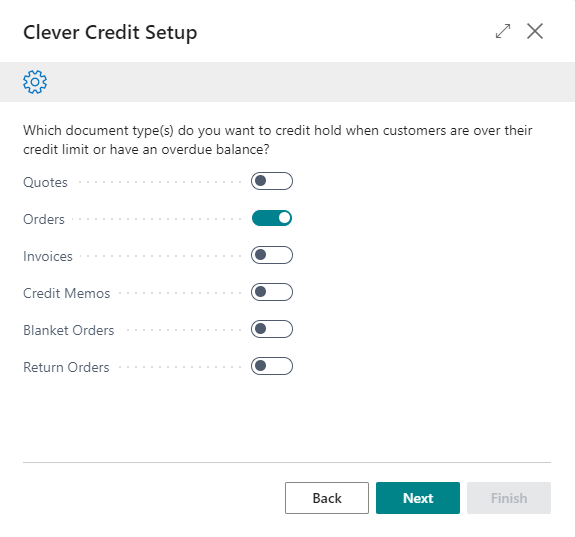 Clever Credit Setup
Which document type(s) do you want to credit hold when customers are over their
credit limit or have an overdue balance?
Quotes
Orders
Invoices
Credit Memos
Blanket Orders
Return Orders
Back Next Finish